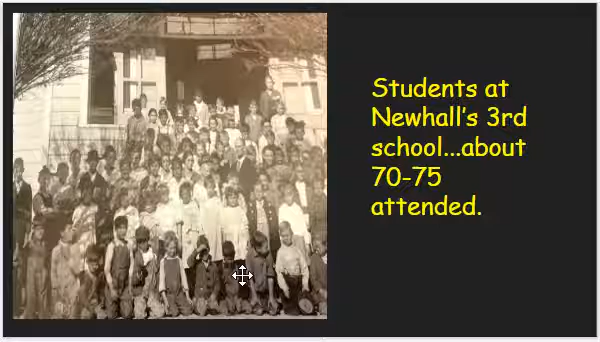 Students at
Newhall's 3rd
school...about
70-75
attended.